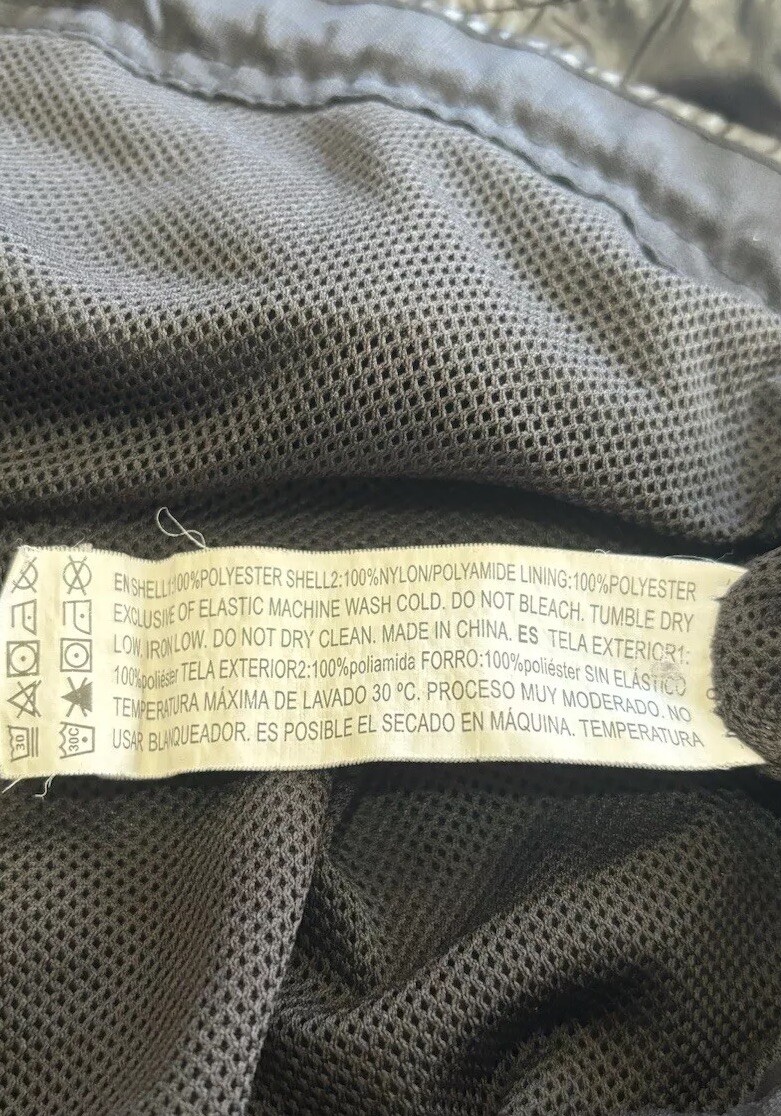 EN SHELL1:100%POLYESTER SHELL2:100%NYLON/POLYAMIDE LINING:100%POLYESTER
EXCLUSIVE OF ELASTIC MACHINE WASH COLD. DO NOT BLEACH. TUMBLE DRY
LOW. IRON LOW. DO NOT DRY CLEAN. MADE IN CHINA. ES TELA EXTERIOR1:
100%poliéster TELA EXTERIOR2:100%poliamida FORRO:100%poliéster SIN ELÁSTICO
TEMPERATURA MÁXIMA DE LAVADO 30 ºC. PROCESO MUY MODERADO. NO
USAR BLANQUEADOR. ES POSIBLE EL SECADO EN MÁQUINA. TEMPERATURA
30
30C